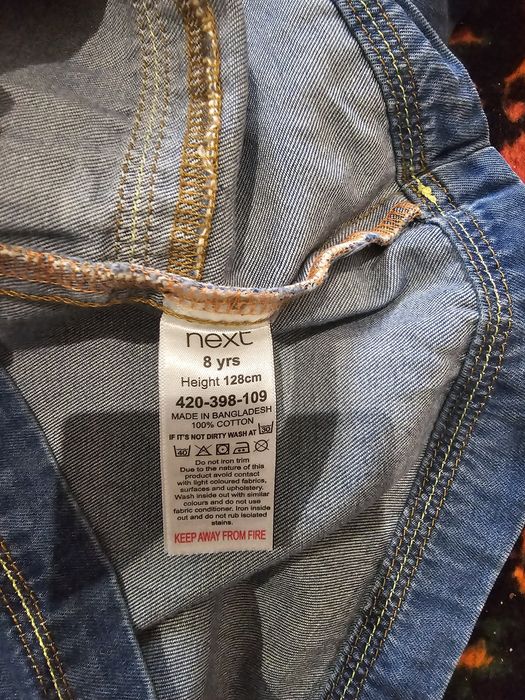 next
8 yrs
Height 128cm
420-398-109
MADE IN BANGLADESH
100% COTTON
IF IT'S NOT DIRTY WASH AT 30
40
Do not iron trim
Due to the nature of this
product avoid contact
with light coloured fabrics,
surfaces and upholstery.
Wash inside out with similar
colours and do not use
fabric conditioner. Iron inside
out and do not rub isolated
stains.
KEEP AWAY FROM FIRE